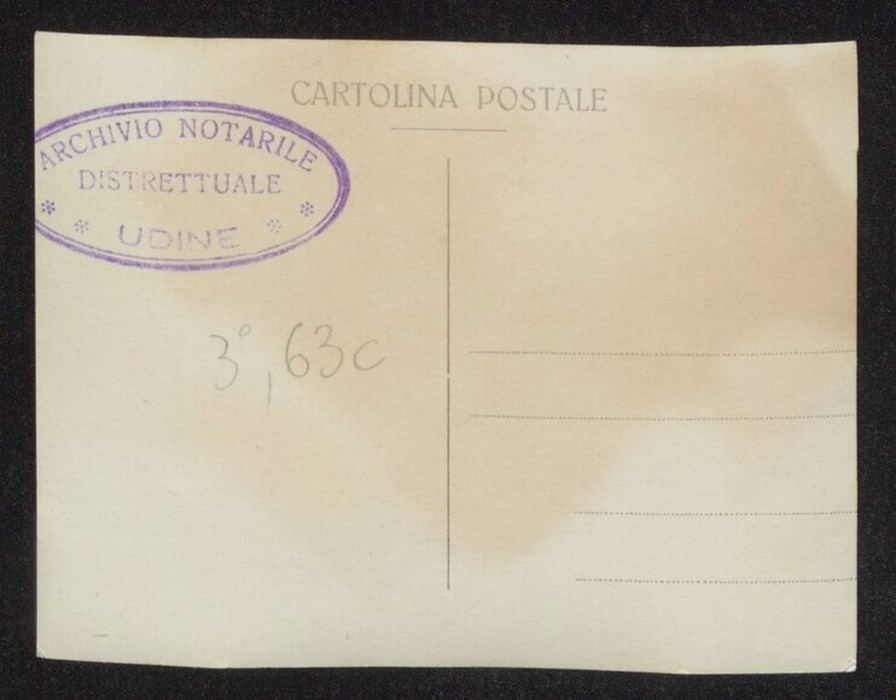 CARTOLINA POSTALE
ARCHIVIO NOTARILE
DISTRETTUALE
UDINE
3°, 63c